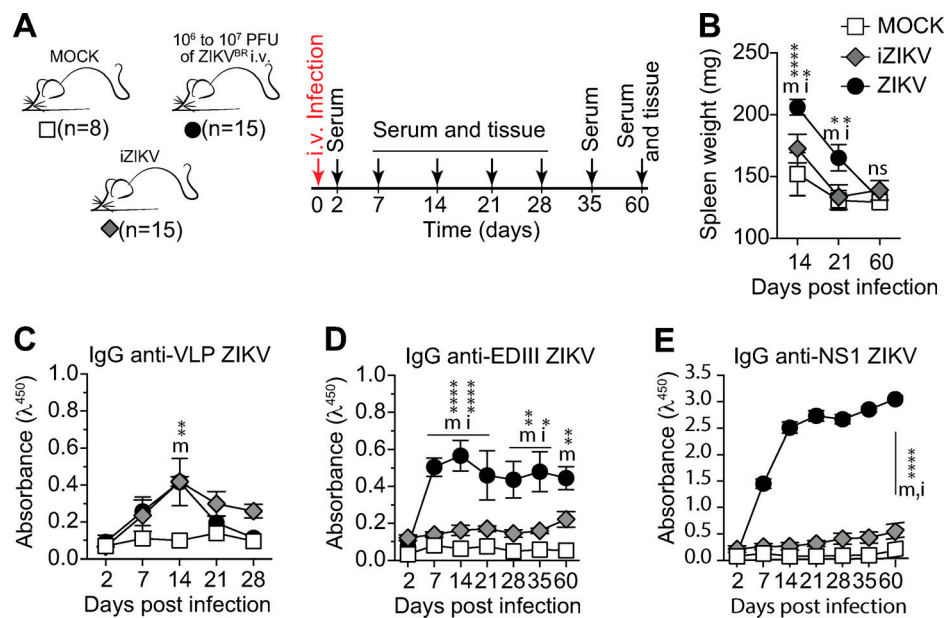 A
MOCK
(n=8)
10⁶ to 10⁷ PFU
of ZIKVᴮᴿ i.v.
(n=15)
iZIKV
(n=15)
i.v. Infection
Serum
Serum and tissue
Serum
Serum
and tissue
0 2 7 14 21 28 35 60
Time (days)
B
MOCK
iZIKV
ZIKV
Spleen weight (mg)
250
200
150
100
**** *
m i
* *
m i
ns
14 21 60
Days post infection
C
IgG anti-VLP ZIKV
Absorbance (λ⁴⁵⁰)
1.0
0.8
0.6
0.4
0.2
0.0
**
m
2 7 14 21 28
Days post infection
D
IgG anti-EDIII ZIKV
Absorbance (λ⁴⁵⁰)
1.0
0.8
0.6
0.4
0.2
0.0
**** ****
m i
** *
m i
**
m
2 7 14 21 28 35 60
Days post infection
E
IgG anti-NS1 ZIKV
Absorbance (λ⁴⁵⁰)
3.5
3.0
2.5
2.0
1.5
1.0
0.5
0.0
****
m,i
2 7 14 21 28 35 60
Days post infection